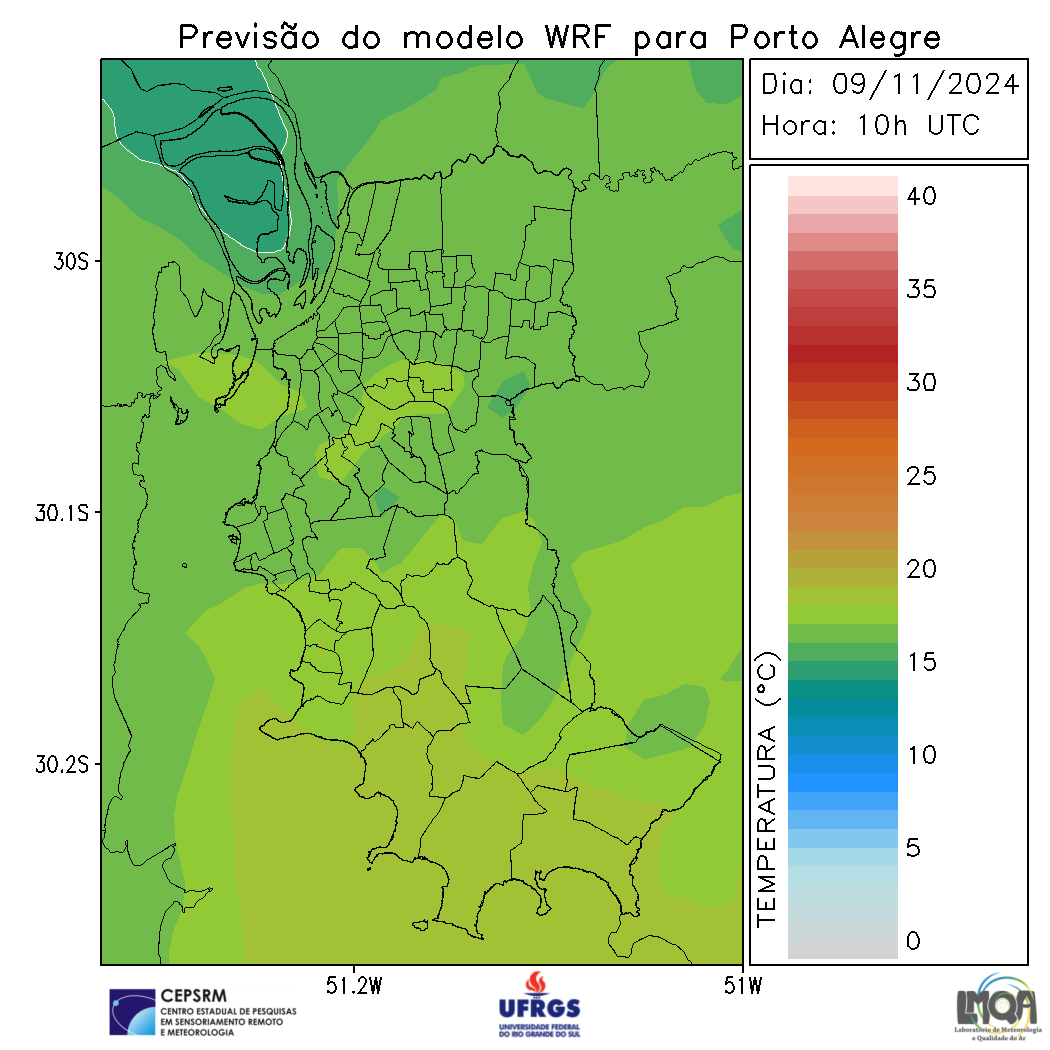 Previsão do modelo WRF para Porto Alegre
Dia: 09/11/2024
Hora: 10h UTC
40
35
30
25
20
15
10
5
0
TEMPERATURA (°C)
30S
30.1S
30.2S
51.2W
51W
CEPSRM
CENTRO ESTADUAL DE PESQUISAS
EM SENSORIAMENTO REMOTO
E METEOROLOGIA
UFRGS
UNIVERSIDADE FEDERAL
DO RIO GRANDE DO SUL
LMQA
Laboratório de Meteorologia
e Qualidade do Ar